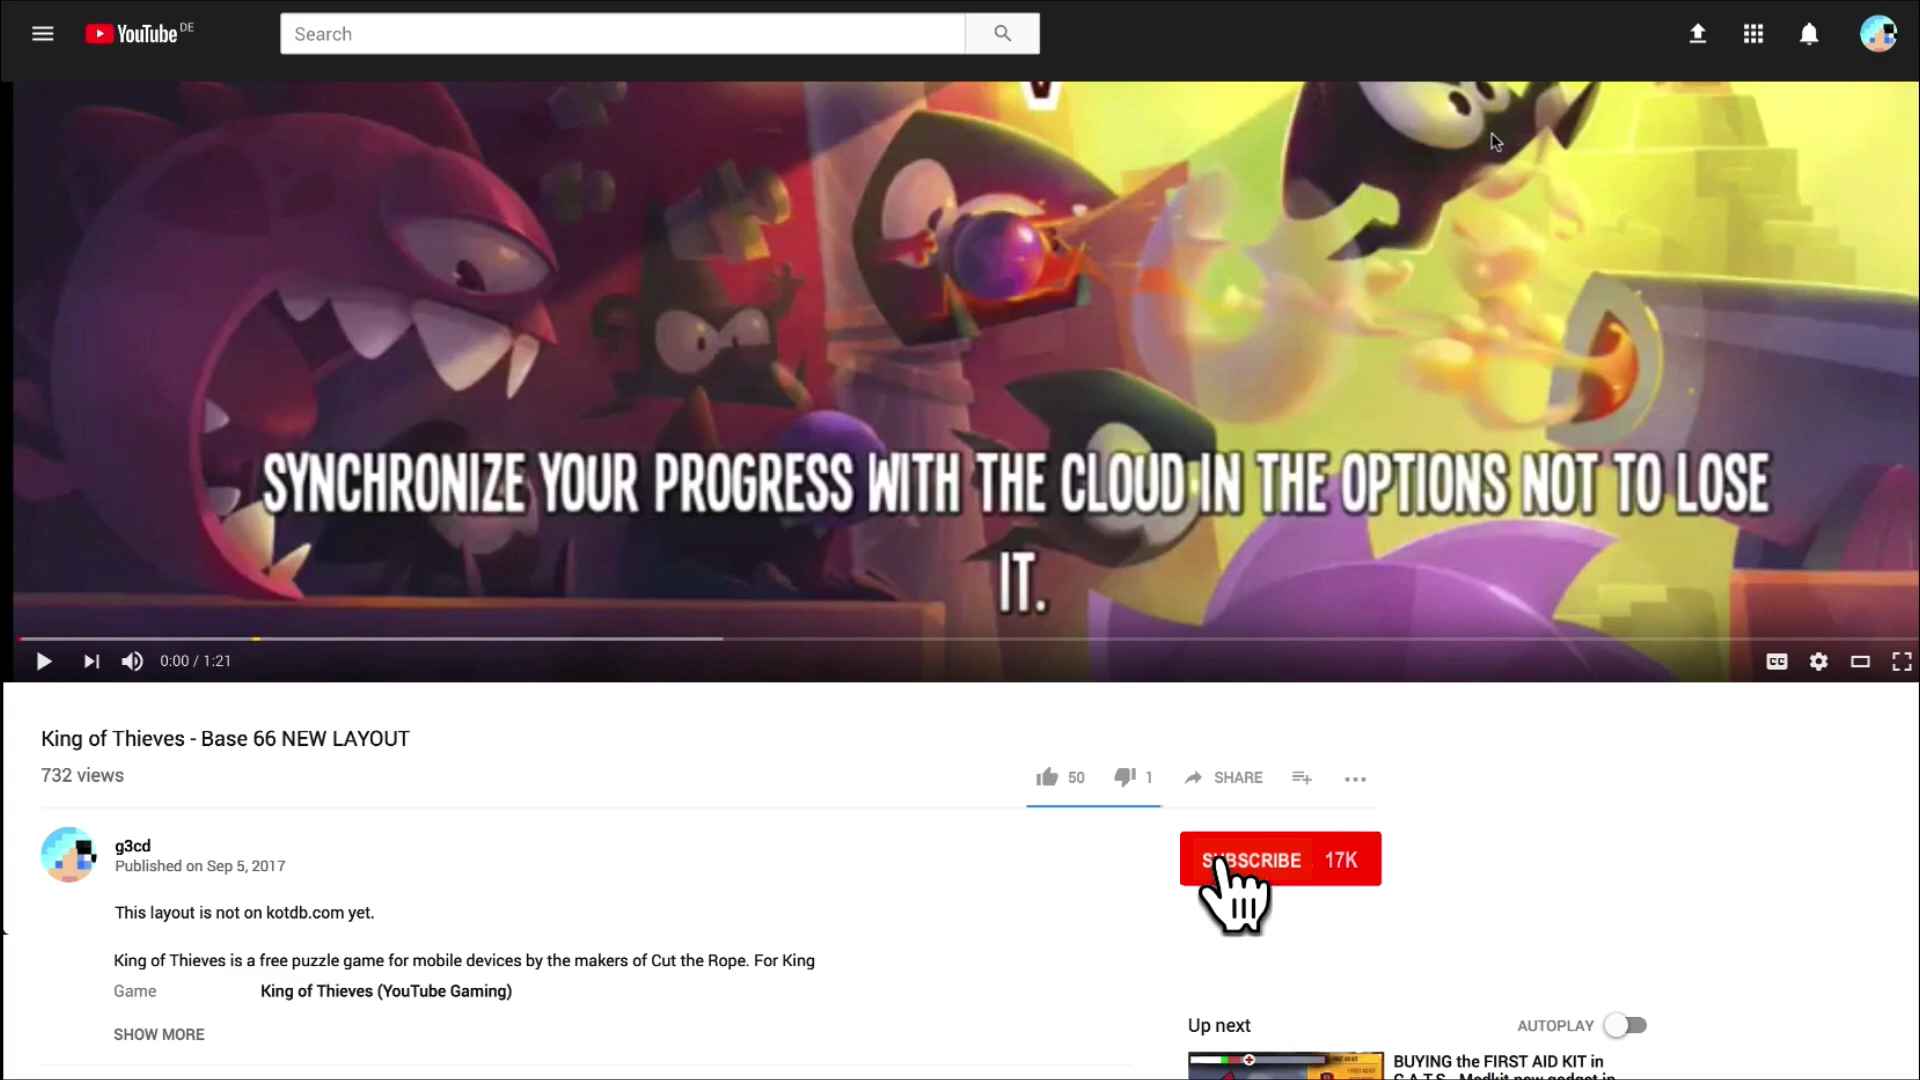 YouTube DE
Search
SYNCHRONIZE YOUR PROGRESS WITH THE CLOUD IN THE OPTIONS NOT TO LOSE
IT.
0:00 / 1:21
CC
King of Thieves - Base 66 NEW LAYOUT
732 views
50
1
SHARE
g3cd
Published on Sep 5, 2017
SUBSCRIBE 17K
This layout is not on kotdb.com yet.
King of Thieves is a free puzzle game for mobile devices by the makers of Cut the Rope. For King
Game
King of Thieves (YouTube Gaming)
SHOW MORE
Up next
AUTOPLAY
BUYING the FIRST AID KIT in
C.A.T.S - Medkit new gadget in